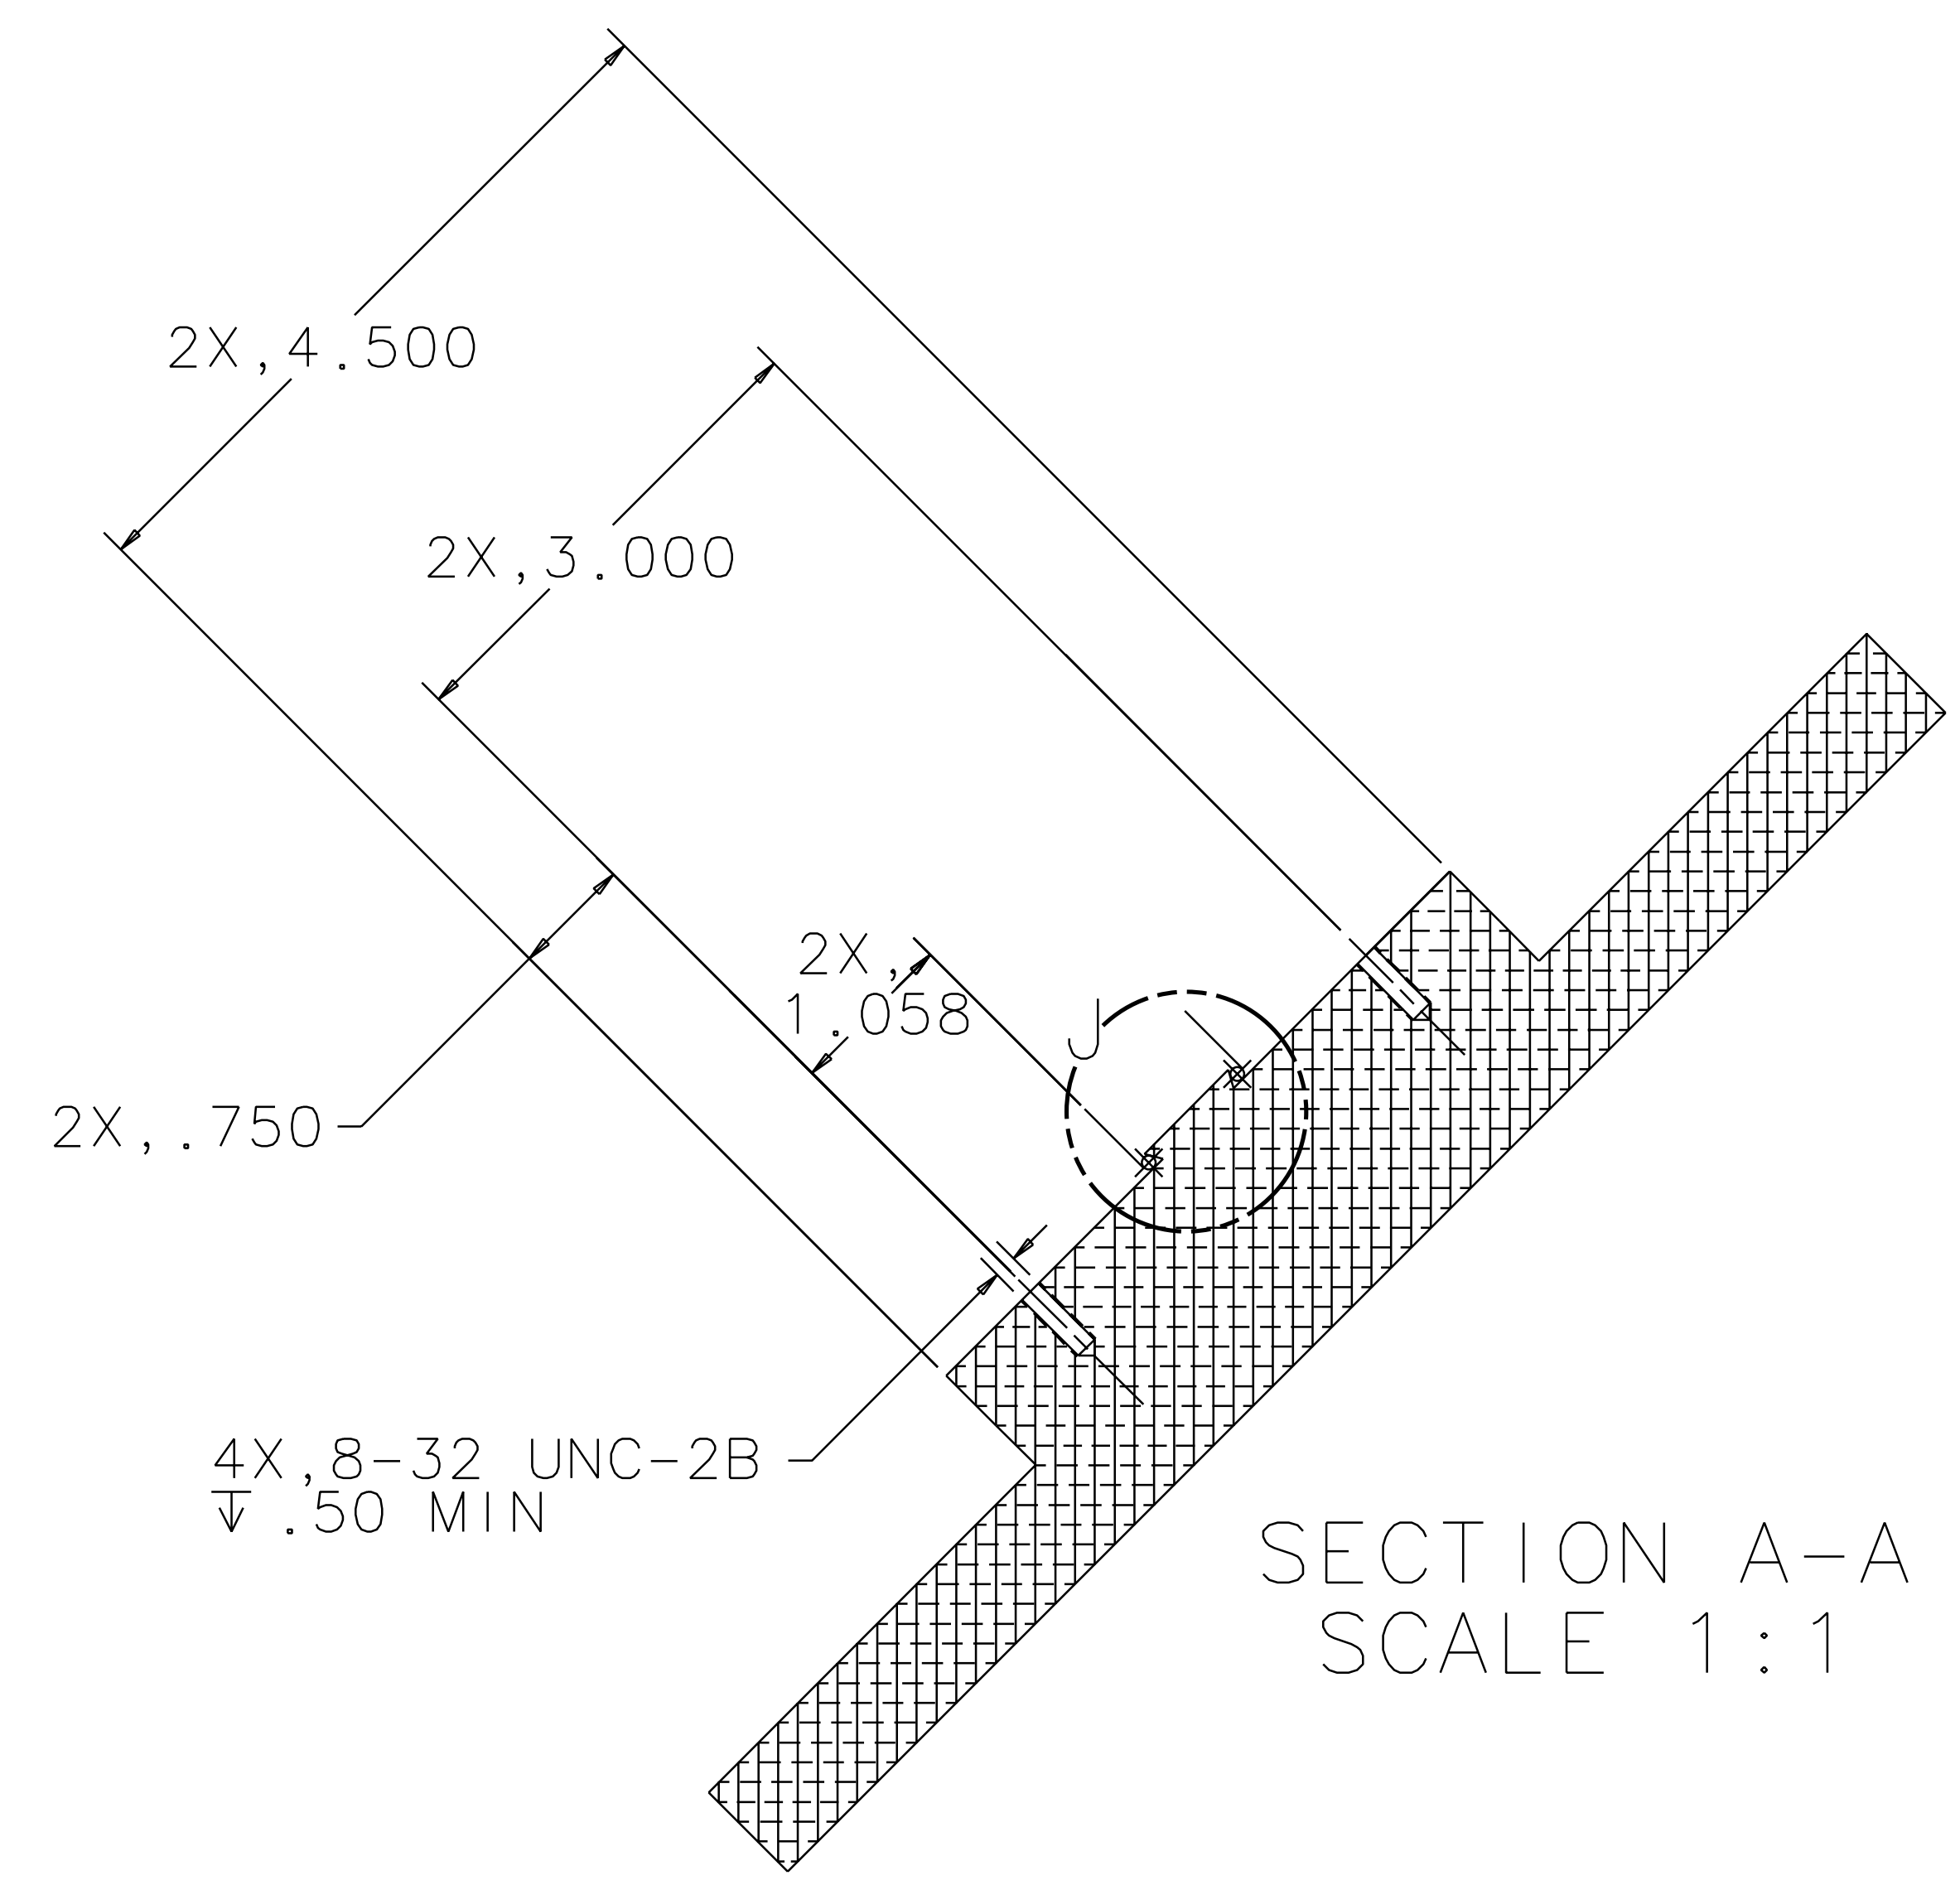 2X,4.500
2X,3.000
2X,
1.058
J
2X,.750
4X,8-32 UNC-2B
↧ .50 MIN
SECTION A-A
SCALE 1:1